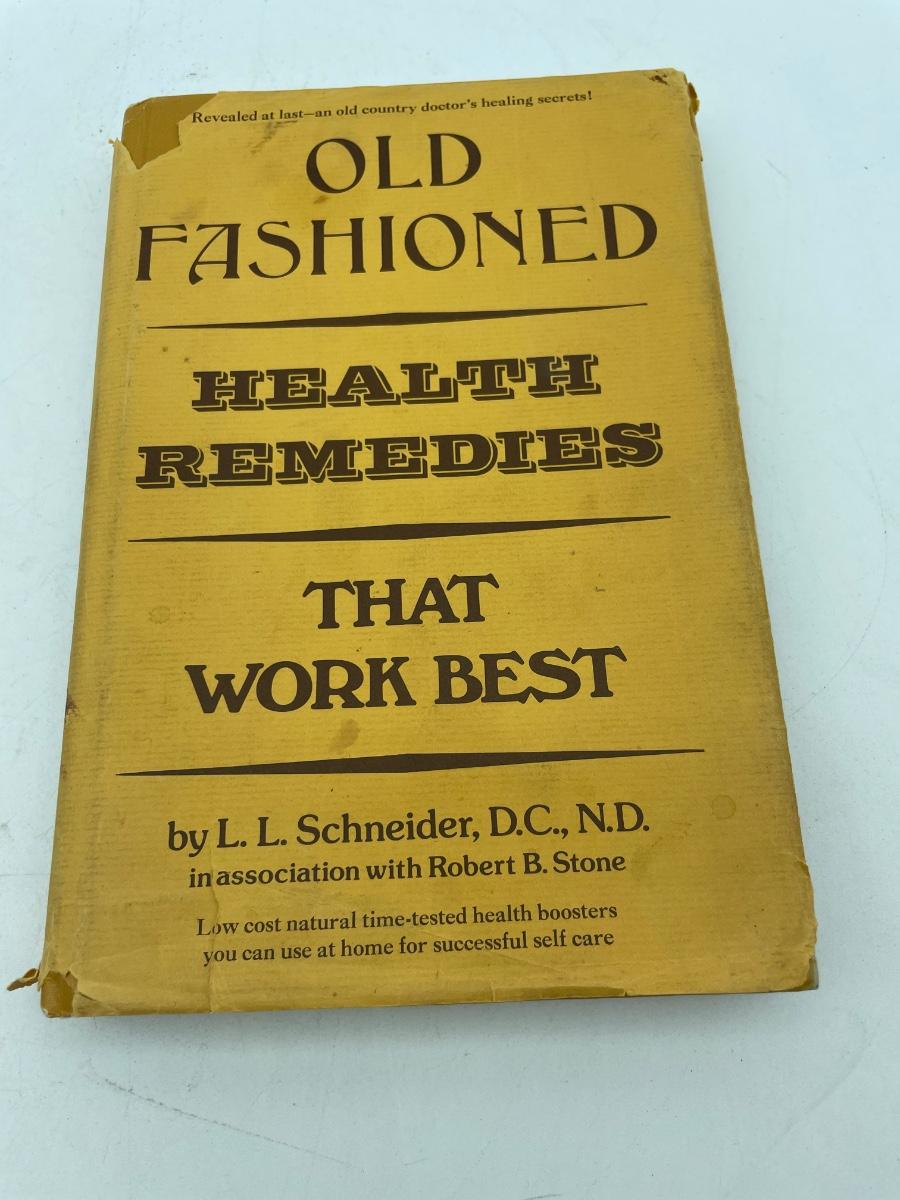 Revealed at last—an old country doctor's healing secrets!
OLD
FASHIONED
HEALTH
REMEDIES
THAT
WORK BEST
by L. L. Schneider, D.C., N.D.
in association with Robert B. Stone
Low cost natural time-tested health boosters
you can use at home for successful self care